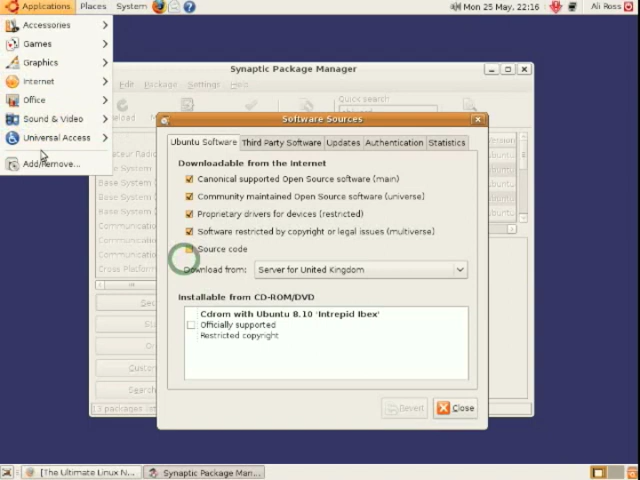 Applications Places System
Mon 25 May, 22:16 Ali Ross
Accessories
Games
Graphics
Internet
Office
Sound & Video
Universal Access
Add/Remove...
Synaptic Package Manager
Edit Package Settings Help
Quick search
Software Sources
Ubuntu Software Third Party Software Updates Authentication Statistics
Downloadable from the Internet
Canonical supported Open Source software (main)
Community maintained Open Source software (universe)
Proprietary drivers for devices (restricted)
Software restricted by copyright or legal issues (multiverse)
Source code
Download from: Server for United Kingdom
Installable from CD-ROM/DVD
Cdrom with Ubuntu 8.10 'Intrepid Ibex'
Officially supported
Restricted copyright
Revert Close
Base System
Base System
Base System
Communication
Communication
Cross Platform
Search
[The Ultimate Linux N... Synaptic Package Man...